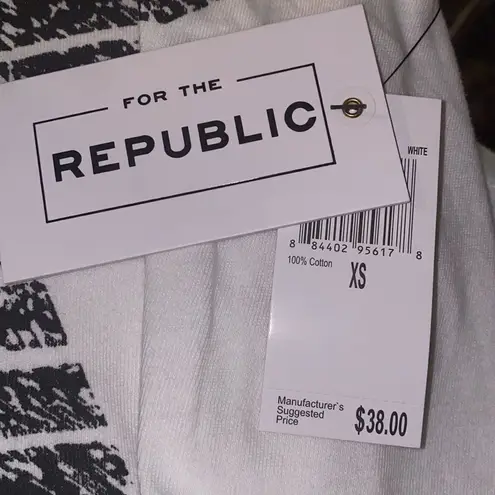 FOR THE
REPUBLIC
WHITE
8 84402 95617 8
100% Cotton
XS
Manufacturer`s
Suggested
Price
$38.00